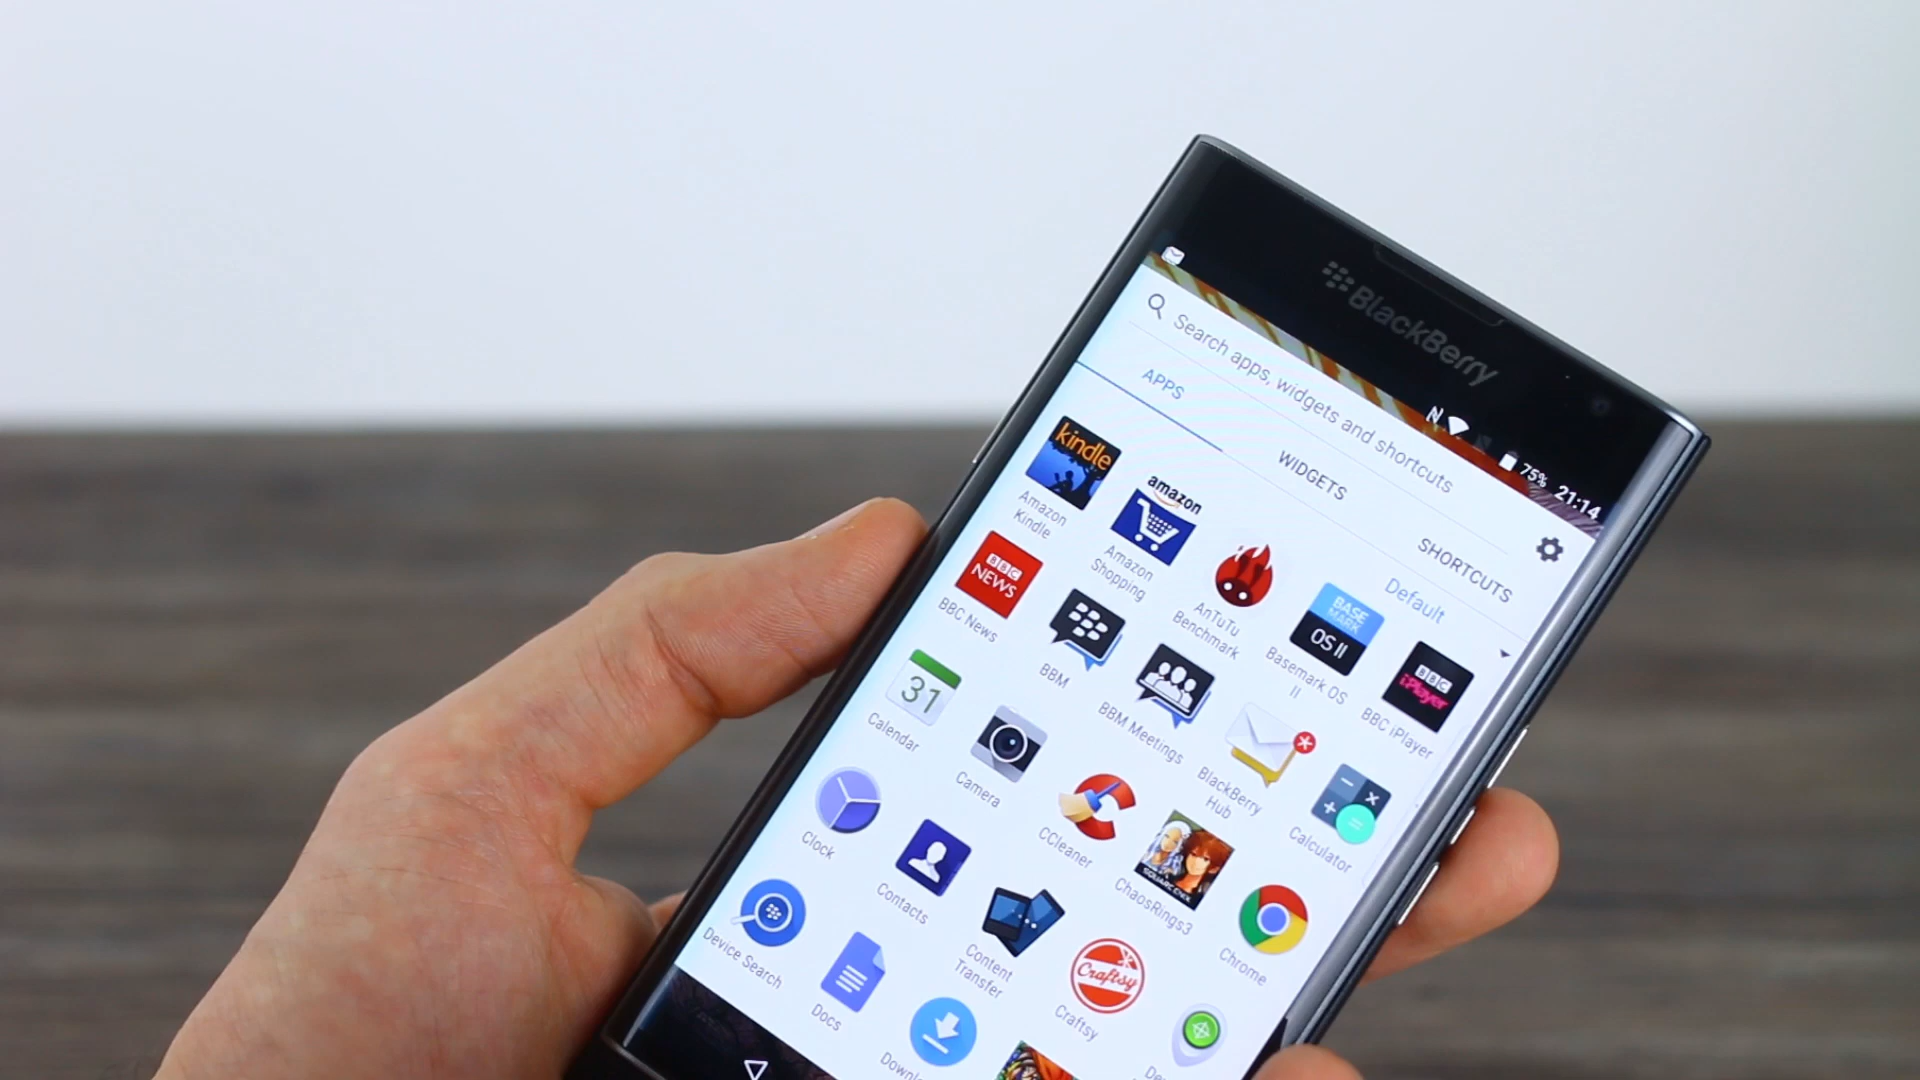 BlackBerry
N 75% 21:14
Search apps, widgets and shortcuts
APPS
WIDGETS
SHORTCUTS
Default
kindle
Amazon
Kindle
amazon
Amazon
Shopping
AnTuTu
Benchmark
BASE
MARK
OS II
Basemark OS
II
BBC
iPlayer
BBC iPlayer
BBC
NEWS
BBC News
BBM
BBM Meetings
BlackBerry
Hub
Calculator
31
Calendar
Camera
CCleaner
SQUARE ENIX
ChaosRings3
Chrome
Clock
Contacts
Content
Transfer
Craftsy
Craftsy
Device Search
Docs